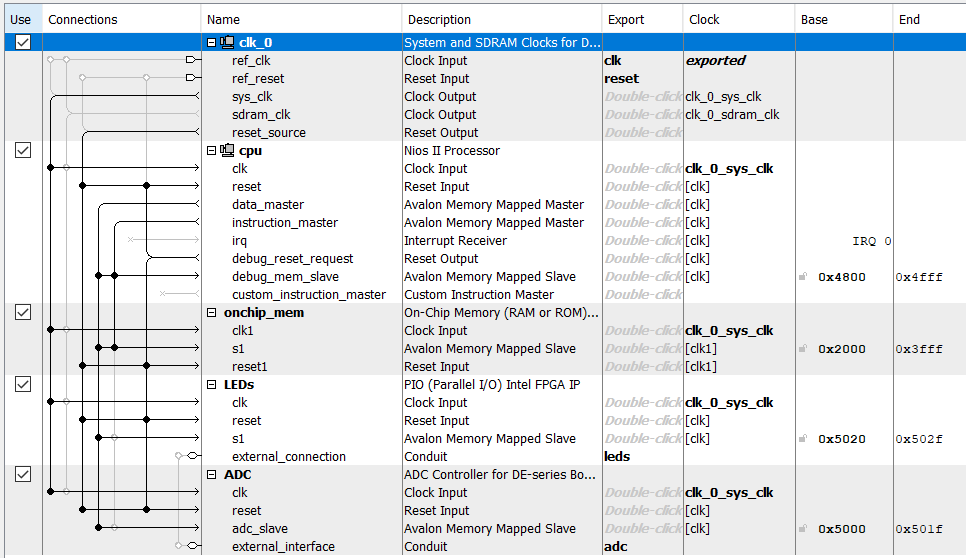 Use Connections Name Description Export Clock Base End
clk_0 System and SDRAM Clocks for D...
ref_clk Clock Input clk exported
ref_reset Reset Input reset
sys_clk Clock Output Double-click clk_0_sys_clk
sdram_clk Clock Output Double-click clk_0_sdram_clk
reset_source Reset Output Double-click
cpu Nios II Processor
clk Clock Input Double-click clk_0_sys_clk
reset Reset Input Double-click [clk]
data_master Avalon Memory Mapped Master Double-click [clk]
instruction_master Avalon Memory Mapped Master Double-click [clk]
irq Interrupt Receiver Double-click [clk] IRQ 0
debug_reset_request Reset Output Double-click [clk]
debug_mem_slave Avalon Memory Mapped Slave Double-click [clk] 0x4800 0x4fff
custom_instruction_master Custom Instruction Master Double-click
onchip_mem On-Chip Memory (RAM or ROM)...
clk1 Clock Input Double-click clk_0_sys_clk
s1 Avalon Memory Mapped Slave Double-click [clk1] 0x2000 0x3fff
reset1 Reset Input Double-click [clk1]
LEDs PIO (Parallel I/O) Intel FPGA IP
clk Clock Input Double-click clk_0_sys_clk
reset Reset Input Double-click [clk]
s1 Avalon Memory Mapped Slave Double-click [clk] 0x5020 0x502f
external_connection Conduit leds
ADC ADC Controller for DE-series Bo...
clk Clock Input Double-click clk_0_sys_clk
reset Reset Input Double-click [clk]
adc_slave Avalon Memory Mapped Slave Double-click [clk] 0x5000 0x501f
external_interface Conduit adc